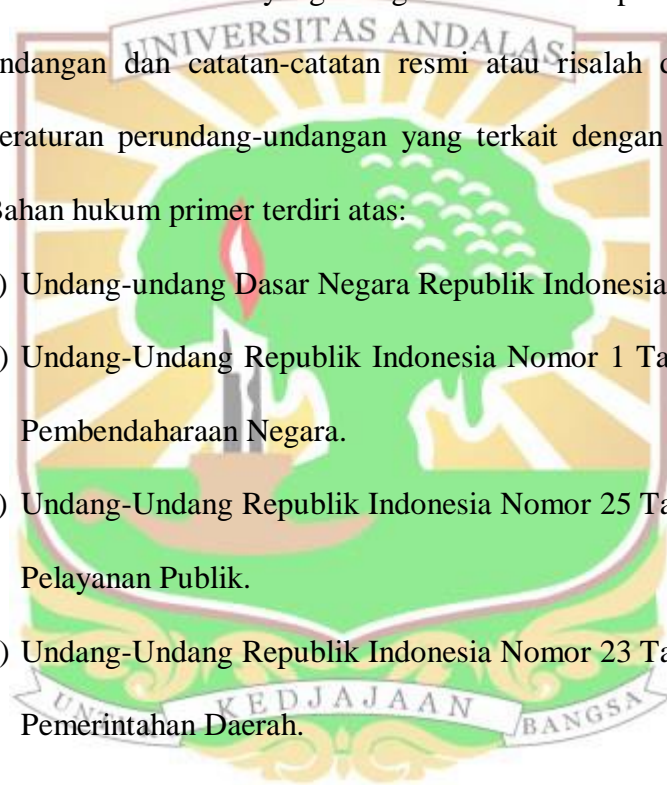 UNIVERSITAS ANDALAS
ndangan dan catatan-catatan resmi atau risalah
eraturan perundang-undangan yang terkait dengan
Bahan hukum primer terdiri atas:
) Undang-undang Dasar Negara Republik Indonesia
) Undang-Undang Republik Indonesia Nomor 1 Ta
Pembendaharaan Negara.
) Undang-Undang Republik Indonesia Nomor 25 Ta
Pelayanan Publik.
) Undang-Undang Republik Indonesia Nomor 23 Ta
UNTUK KEDJAJAAN BANGSA
Pemerintahan Daerah.